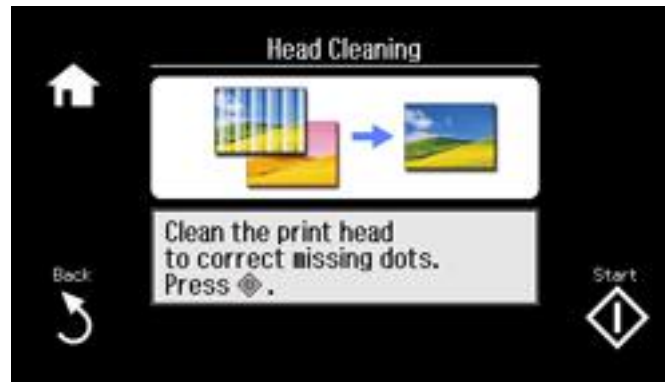 Head Cleaning
Clean the print head
to correct missing dots.
Press .
Back
Start